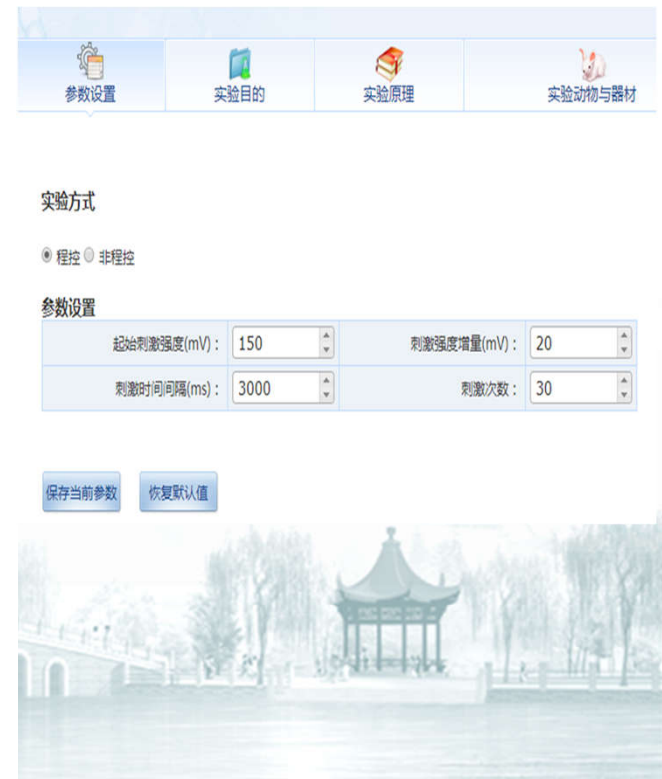 参数设置 实验目的 实验原理 实验动物与器材
实验方式
程控 非程控
参数设置
起始刺激强度(mV)： 150 刺激强度增量(mV)： 20
刺激时间间隔(ms)： 3000 刺激次数： 30
保存当前参数 恢复默认值